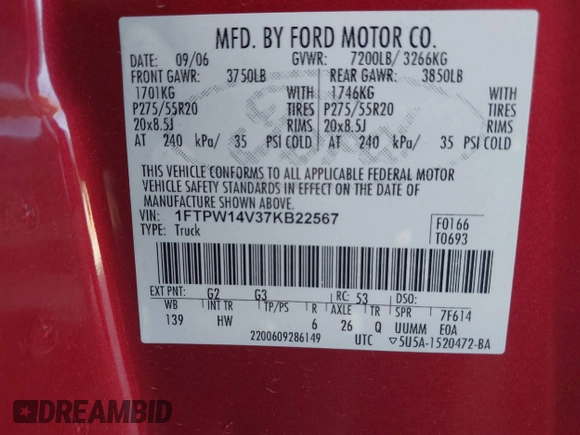 MFD. BY FORD MOTOR CO.
DATE: 09/06 GVWR: 7200LB/ 3266KG
FRONT GAWR: 3750LB REAR GAWR: 3850LB
1701KG WITH 1746KG WITH
P275/55R20 TIRES P275/55R20 TIRES
20x8.5J RIMS 20x8.5J RIMS
AT 240 kPa/ 35 PSI COLD AT 240 kPa/ 35 PSI COLD
THIS VEHICLE CONFORMS TO ALL APPLICABLE FEDERAL MOTOR
VEHICLE SAFETY STANDARDS IN EFFECT ON THE DATE OF
MANUFACTURE SHOWN ABOVE.
VIN: 1FTPW14V37KB22567
TYPE: Truck
F0166
T0693
EXT PNT: G2 G3 RC: 53 DSO:
WB INT TR TP/PS R AXLE TR SPR 7F614
139 HW 6 26 Q UUMM EOA
2200609286149 UTC ▽5U5A-1520472-BA
DREAMBID